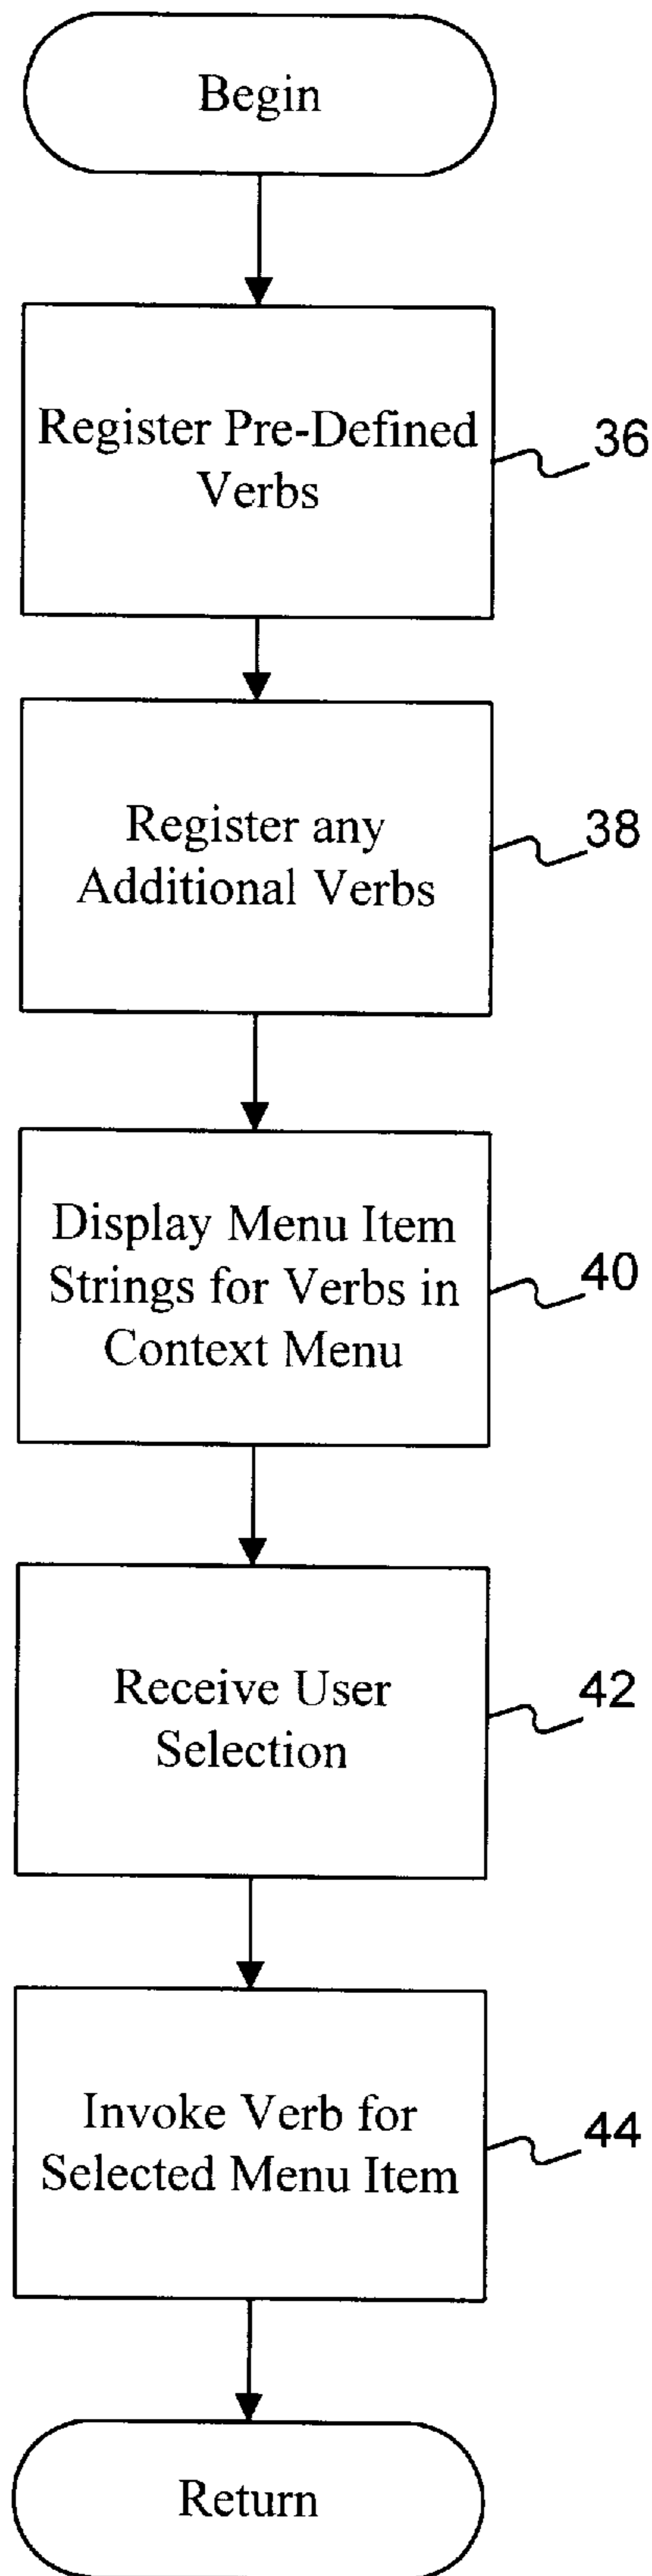 Begin
Register Pre-Defined
Verbs
36
Register any
Additional Verbs
38
Display Menu Item
Strings for Verbs in
Context Menu
40
Receive User
Selection
42
Invoke Verb for
Selected Menu Item
44
Return